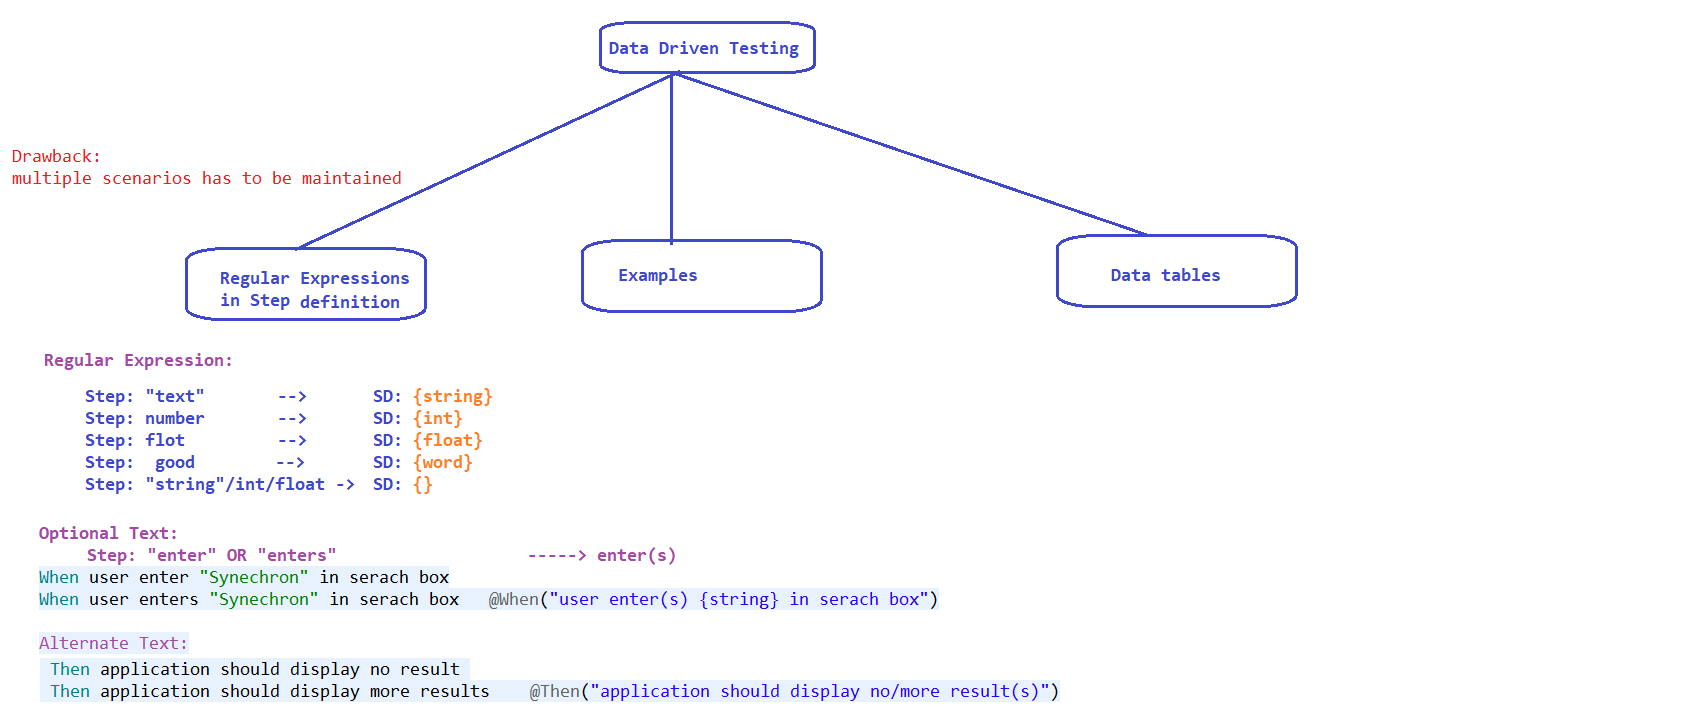 Data Driven Testing
Drawback:
multiple scenarios has to be maintained
Regular Expressions
in Step definition
Examples
Data tables
Regular Expression:
Step: "text" --> SD: {string}
Step: number --> SD: {int}
Step: flot --> SD: {float}
Step: good --> SD: {word}
Step: "string"/int/float -> SD: {}
Optional Text:
Step: "enter" OR "enters" -----> enter(s)
When user enter "Synechron" in serach box
When user enters "Synechron" in serach box @When("user enter(s) {string} in serach box")
Alternate Text:
Then application should display no result
Then application should display more results @Then("application should display no/more result(s)")